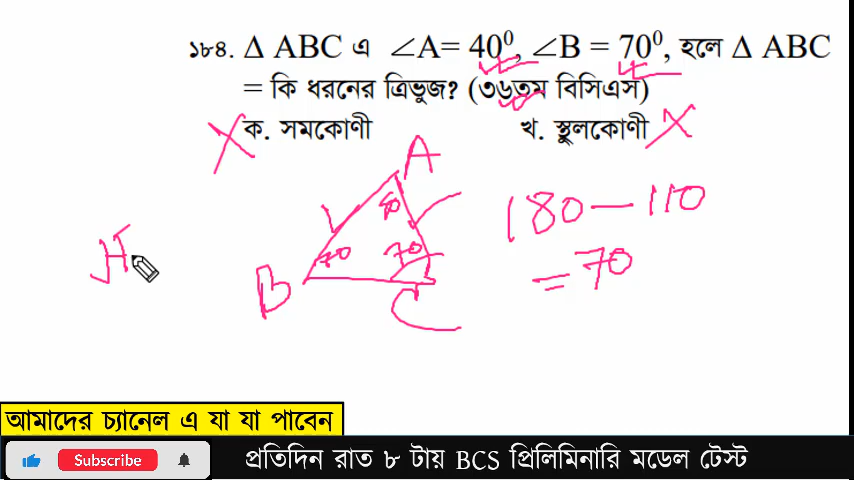 ১৮৪. Δ ABC এ ∠A= 40⁰, ∠B = 70⁰, হলে Δ ABC
= কি ধরনের ত্রিভুজ? (৩৬তম বিসিএস)
ক. সমকোণী খ. স্থুলকোণী
A
180 — 110
70 70
= 70
B
C
আমাদের চ্যানেল এ যা যা পাবেন
Subscribe প্রতিদিন রাত ৮ টায় BCS প্রিলিমিনারি মডেল টেস্ট